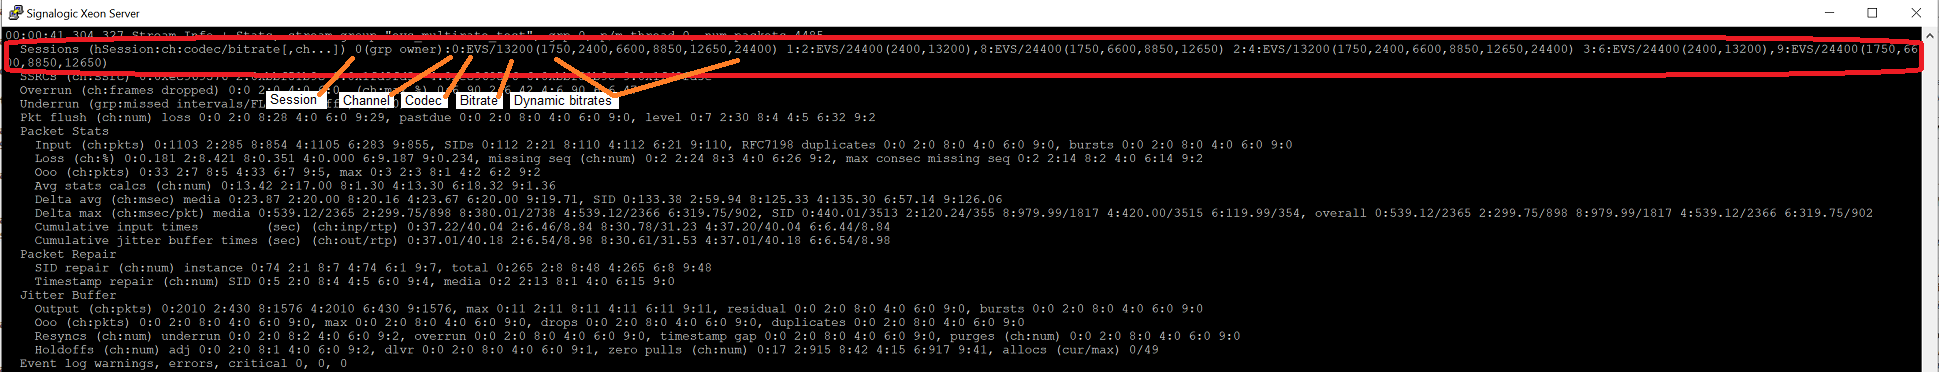 Signalogic Xeon Server
00:00:41.304.327 Stream Info + Stats, stream group "evs_multirate_test", grp 0, p/m thread 0, num packets 4485
Sessions (hSession:ch:codec/bitrate[,ch...]) 0(grp owner):0:EVS/13200(1750,2400,6600,8850,12650,24400) 1:2:EVS/24400(2400,13200),8:EVS/24400(1750,2400,6600,8850,12650) 2:4:EVS/13200(1750,2400,6600,8850,12650,24400) 3:6:EVS/24400(2400,13200),9:EVS/24400(1750,66
00,8850,12650)
SSRCs (ch:ssrc)
Overrun (ch:frames dropped) 0:0
Session Channel Codec Bitrate Dynamic bitrates
Underrun (grp:missed intervals/FL
Pkt flush (ch:num) loss 0:0 2:0 8:28 4:0 6:0 9:29, pastdue 0:0 2:0 8:0 4:0 6:0 9:0, level 0:7 2:30 8:4 4:5 6:32 9:2
Packet Stats
Input (ch:pkts) 0:1103 2:285 8:854 4:1105 6:283 9:855, SIDs 0:112 2:21 8:110 4:112 6:21 9:110, RFC7198 duplicates 0:0 2:0 8:0 4:0 6:0 9:0, bursts 0:0 2:0 8:0 4:0 6:0 9:0
Loss (ch:%) 0:0.181 2:8.421 8:0.351 4:0.000 6:9.187 9:0.234, missing seq (ch:num) 0:2 2:24 8:3 4:0 6:26 9:2, max consec missing seq 0:2 2:14 8:2 4:0 6:14 9:2
Ooo (ch:pkts) 0:33 2:7 8:5 4:33 6:7 9:5, max 0:3 2:3 8:1 4:2 6:2 9:2
Avg stats calcs (ch:num) 0:13.42 2:17.00 8:1.30 4:13.30 6:18.32 9:1.36
Delta avg (ch:msec) media 0:23.87 2:20.00 8:20.16 4:23.67 6:20.00 9:19.71, SID 0:133.38 2:59.94 8:125.33 4:135.30 6:57.14 9:126.06
Delta max (ch:msec/pkt) media 0:539.12/2365 2:299.75/898 8:380.01/2738 4:539.12/2366 6:319.75/902, SID 0:440.01/3513 2:120.24/355 8:979.99/1817 4:420.00/3515 6:119.99/354, overall 0:539.12/2365 2:299.75/898 8:979.99/1817 4:539.12/2366 6:319.75/902
Cumulative input times (sec) (ch:inp/rtp) 0:37.22/40.04 2:6.46/8.84 8:30.78/31.23 4:37.20/40.04 6:6.44/8.84
Cumulative jitter buffer times (sec) (ch:out/rtp) 0:37.01/40.18 2:6.54/8.98 8:30.61/31.53 4:37.01/40.18 6:6.54/8.98
Packet Repair
SID repair (ch:num) instance 0:74 2:1 8:7 4:74 6:1 9:7, total 0:265 2:8 8:48 4:265 6:8 9:48
Timestamp repair (ch:num) SID 0:5 2:0 8:4 4:5 6:0 9:4, media 0:2 2:13 8:1 4:0 6:15 9:0
Jitter Buffer
Output (ch:pkts) 0:2010 2:430 8:1576 4:2010 6:430 9:1576, max 0:11 2:11 8:11 4:11 6:11 9:11, residual 0:0 2:0 8:0 4:0 6:0 9:0, bursts 0:0 2:0 8:0 4:0 6:0 9:0
Ooo (ch:pkts) 0:0 2:0 8:0 4:0 6:0 9:0, max 0:0 2:0 8:0 4:0 6:0 9:0, drops 0:0 2:0 8:0 4:0 6:0 9:0, duplicates 0:0 2:0 8:0 4:0 6:0 9:0
Resyncs (ch:num) underrun 0:0 2:0 8:2 4:0 6:0 9:2, overrun 0:0 2:0 8:0 4:0 6:0 9:0, timestamp gap 0:0 2:0 8:0 4:0 6:0 9:0, purges (ch:num) 0:0 2:0 8:0 4:0 6:0 9:0
Holdoffs (ch:num) adj 0:0 2:0 8:1 4:0 6:0 9:2, dlvr 0:0 2:0 8:0 4:0 6:0 9:1, zero pulls (ch:num) 0:17 2:915 8:42 4:15 6:917 9:41, allocs (cur/max) 0/49
Event log warnings, errors, critical 0, 0, 0